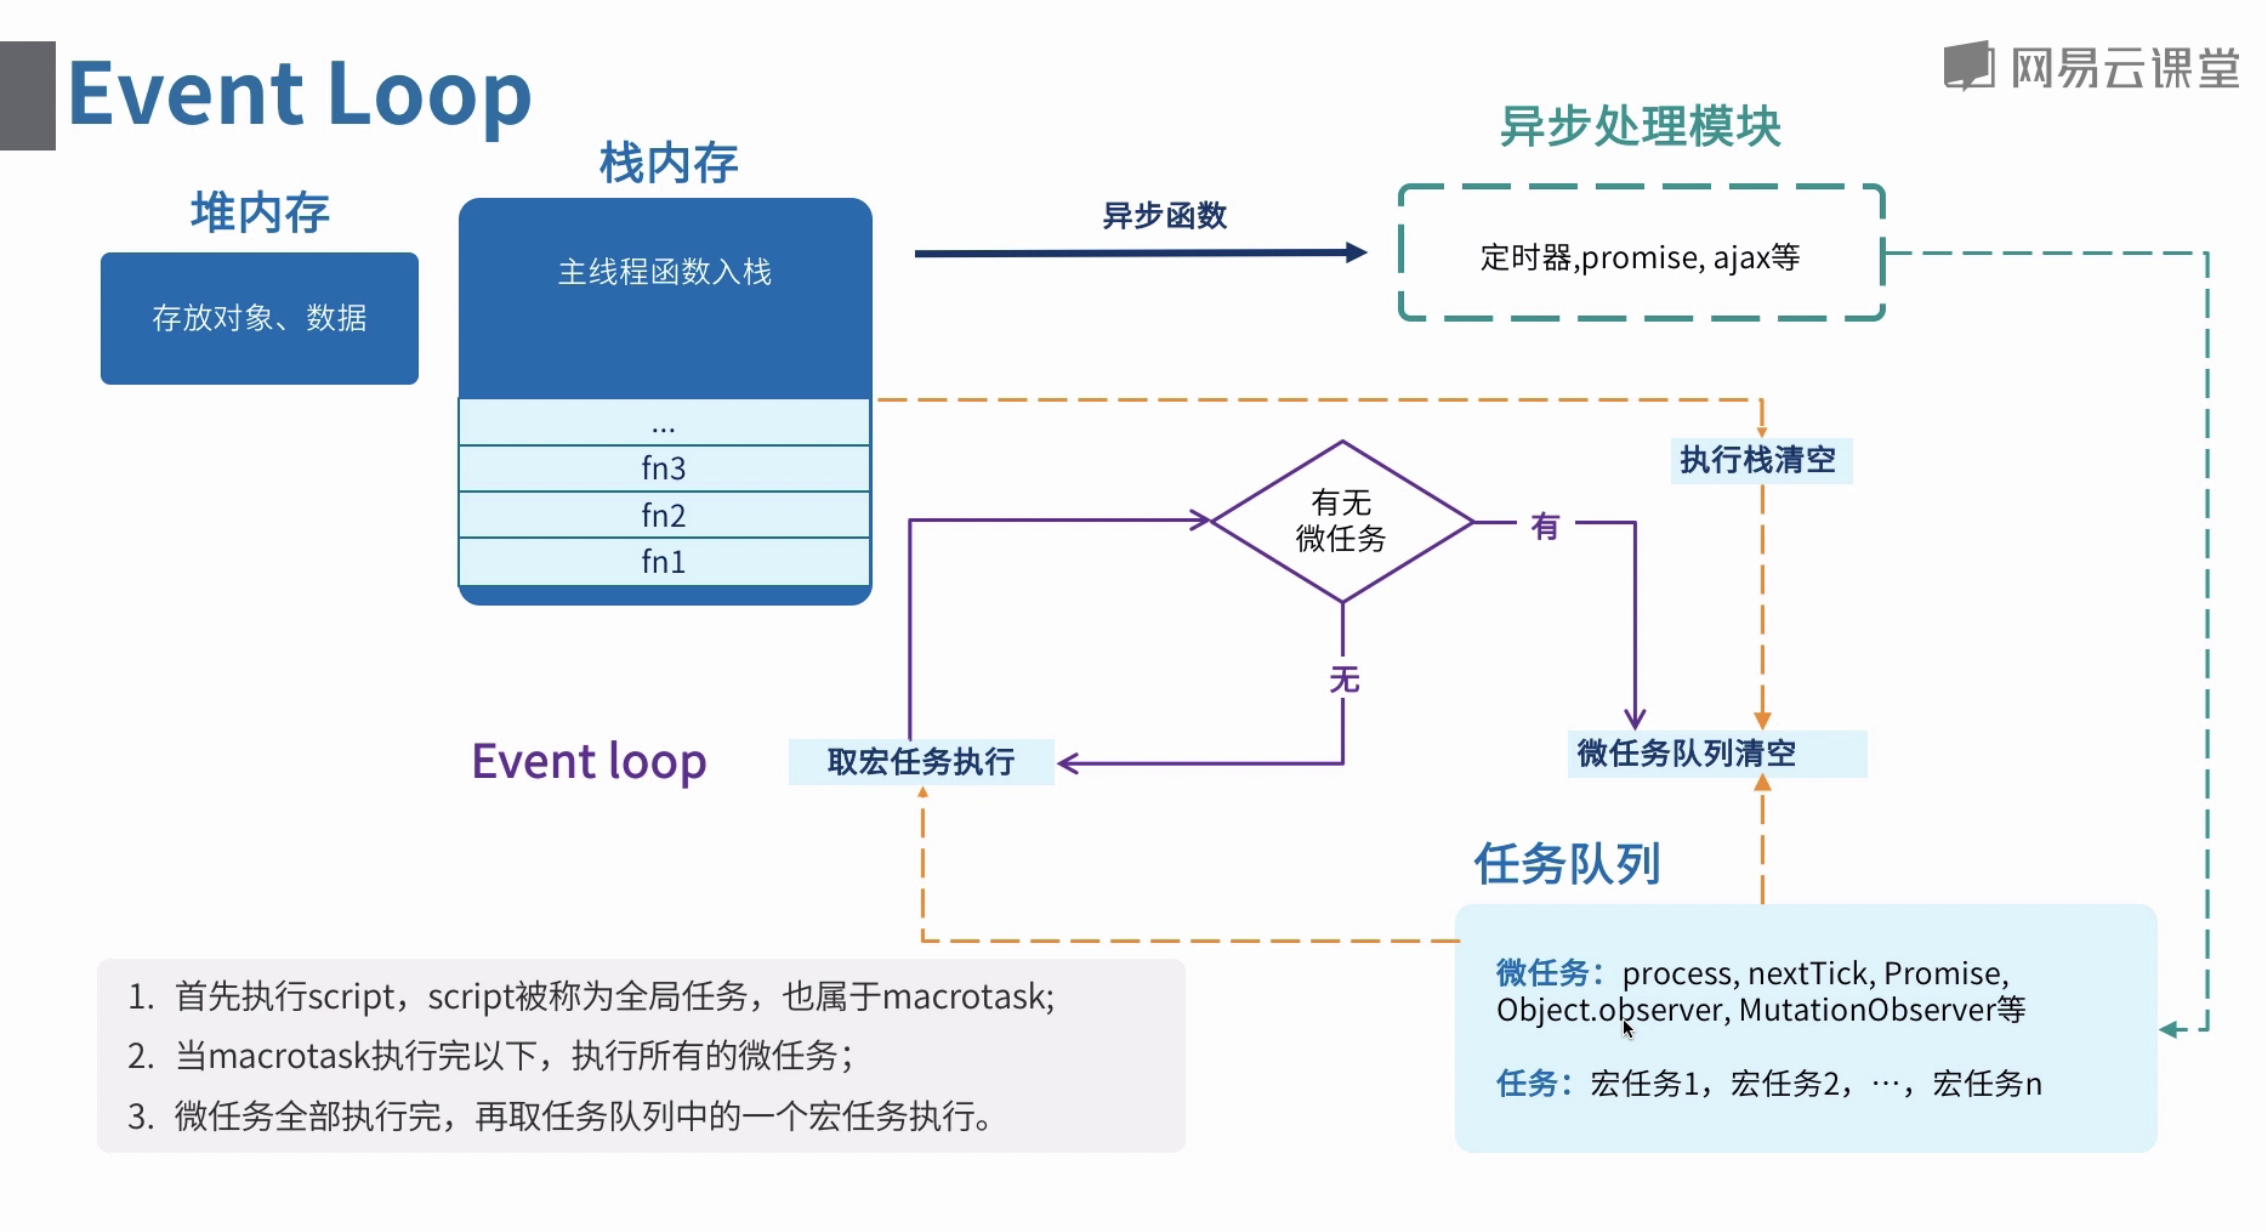 Event Loop
网易云课堂
异步处理模块
栈内存
堆内存
异步函数
主线程函数入栈
定时器,promise, ajax等
存放对象、数据
...
fn3
fn2
fn1
执行栈清空
有无
微任务
有
无
Event loop
取宏任务执行
微任务队列清空
任务队列
微任务：process, nextTick, Promise,
Object.observer, MutationObserver等
任务：宏任务1，宏任务2，…，宏任务n
1. 首先执行script，script被称为全局任务，也属于macrotask;
2. 当macrotask执行完以下，执行所有的微任务；
3. 微任务全部执行完，再取任务队列中的一个宏任务执行。